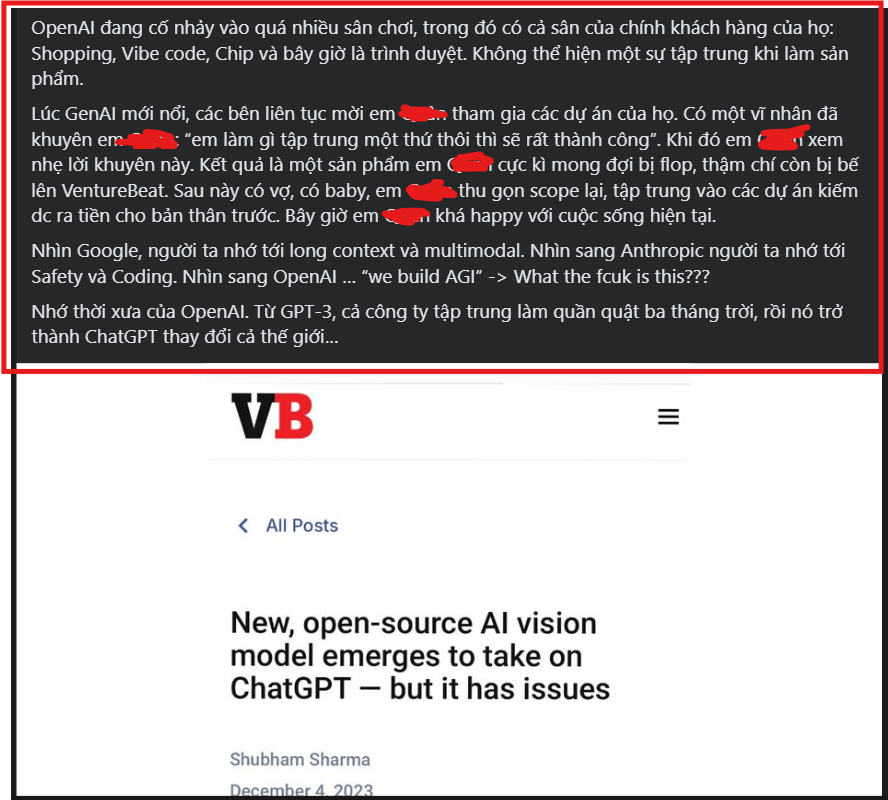 OpenAI đang cố nhảy vào quá nhiều sân chơi, trong đó có cả sân của chính khách hàng của họ:
Shopping, Vibe code, Chip và bây giờ là trình duyệt. Không thể hiện một sự tập trung khi làm sản
phẩm.
Lúc GenAI mới nổi, các bên liên tục mời em tham gia các dự án của họ. Có một vĩ nhân đã
khuyên em : “em làm gì tập trung một thứ thôi thì sẽ rất thành công“. Khi đó em xem
nhẹ lời khuyên này. Kết quả là một sản phẩm em cực kì mong đợi bị flop, thậm chí còn bị bế
lên VentureBeat. Sau này có vợ, có baby, em thu gọn scope lại, tập trung vào các dự án kiếm
dc ra tiền cho bản thân trước. Bây giờ em khá happy với cuộc sống hiện tại.
Nhìn Google, người ta nhớ tới long context và multimodal. Nhìn sang Anthropic người ta nhớ tới
Safety và Coding. Nhìn sang OpenAI ... “we build AGI” -> What the fcuk is this???
Nhớ thời xưa của OpenAI. Từ GPT-3, cả công ty tập trung làm quần quật ba tháng trời, rồi nó trở
thành ChatGPT thay đổi cả thế giới...
VB
All Posts
New, open-source AI vision
model emerges to take on
ChatGPT — but it has issues
Shubham Sharma
December 4, 2023